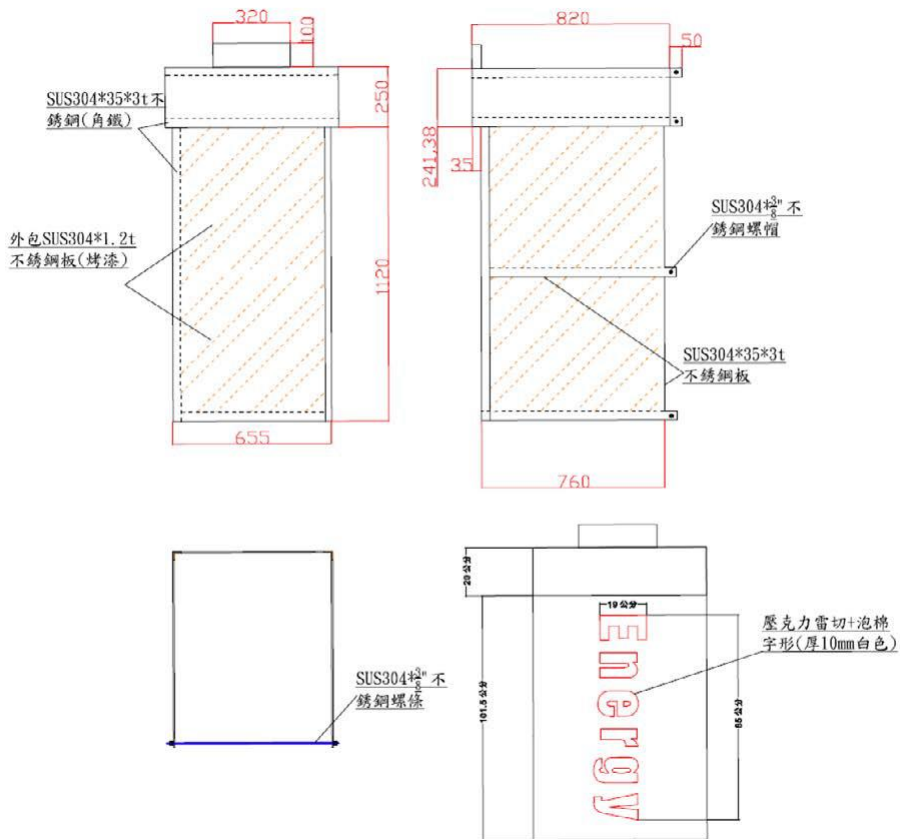 320
100
250
SUS304*35*3t不
銹鋼(角鐵)
外包SUS304*1.2t
不銹鋼板(烤漆)
1120
655
820
50
241,38
35
SUS304*3/8"不
銹鋼螺帽
SUS304*35*3t
不銹鋼板
760
SUS304*3/8"不
銹鋼螺條
20公分
19公分
101.5公分
85公分
Energy
壓克力雷切+泡棉
字形(厚10mm白色)